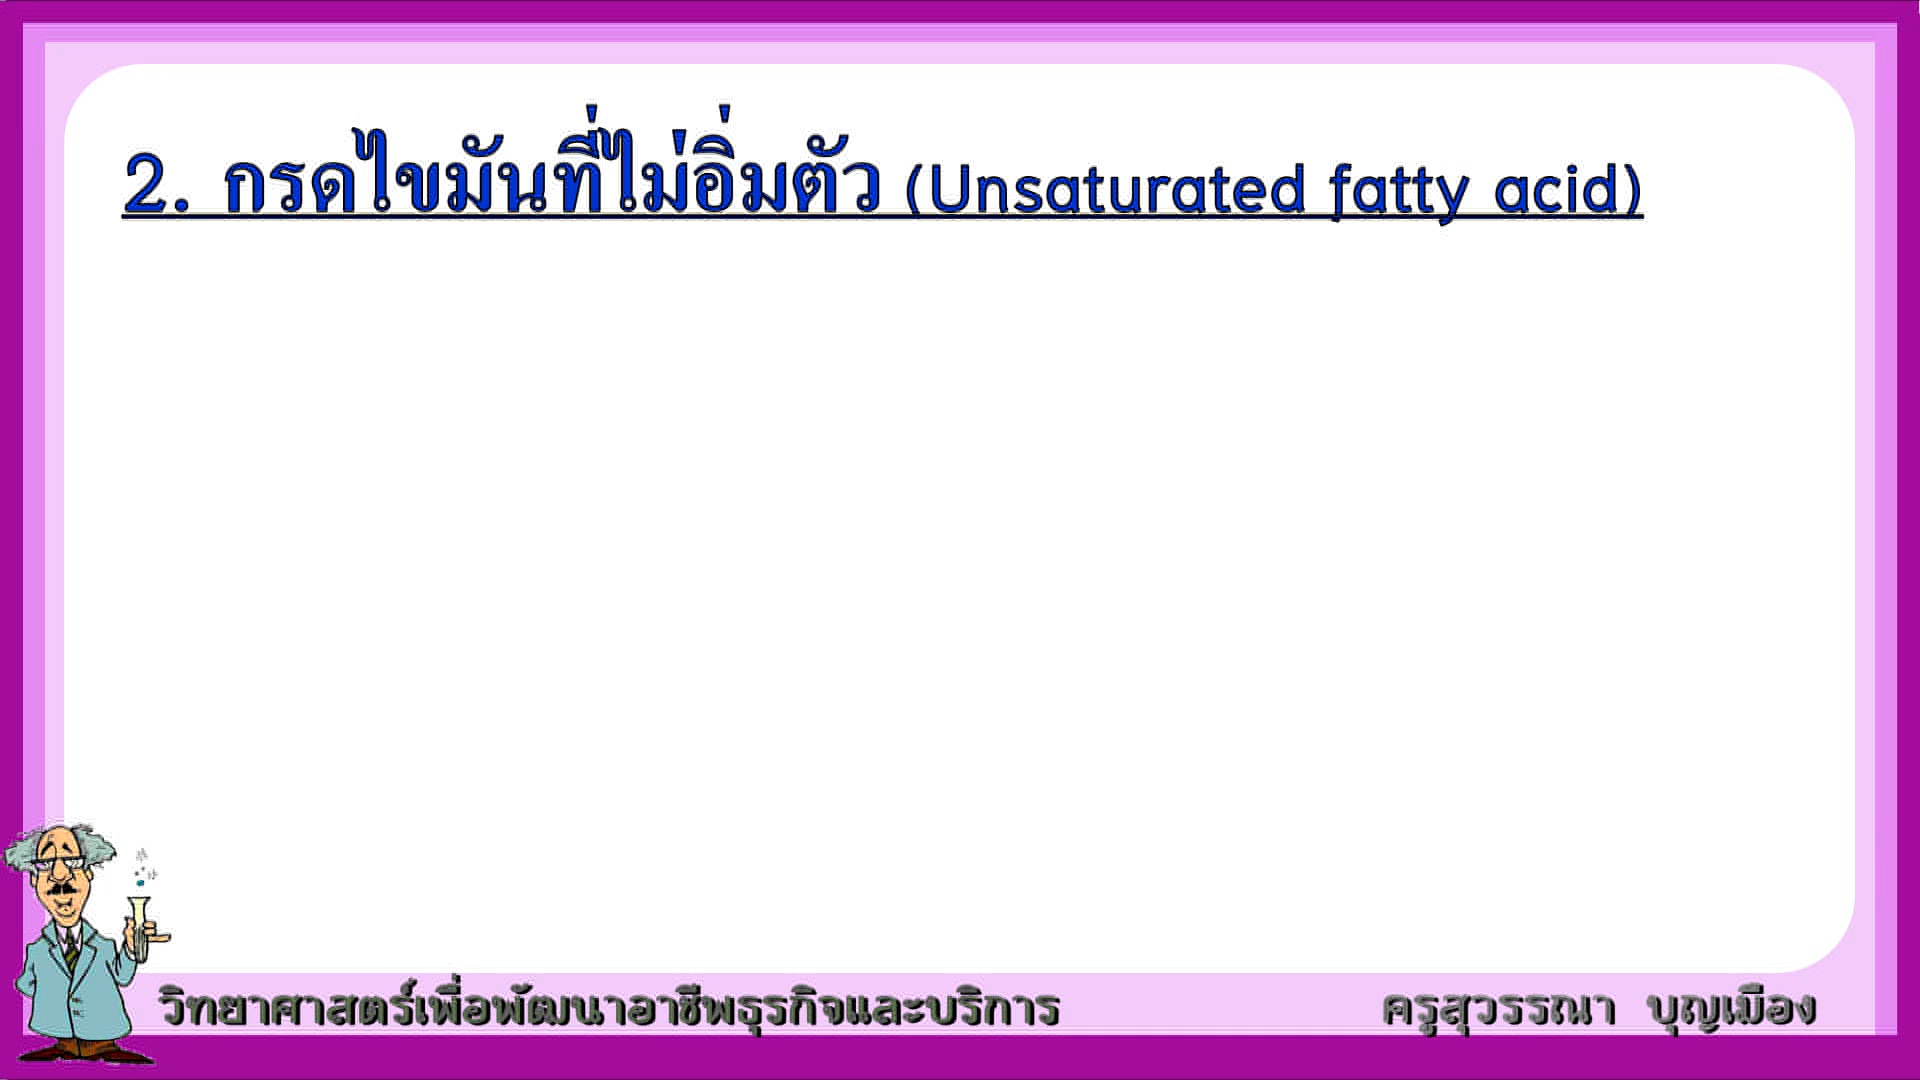 2. กรดไขมันที่ไม่อิ่มตัว (Unsaturated fatty acid)
วิทยาศาสตร์เพื่อพัฒนาอาชีพธุรกิจและบริการ ครูสุวรรณา บุญเมือง